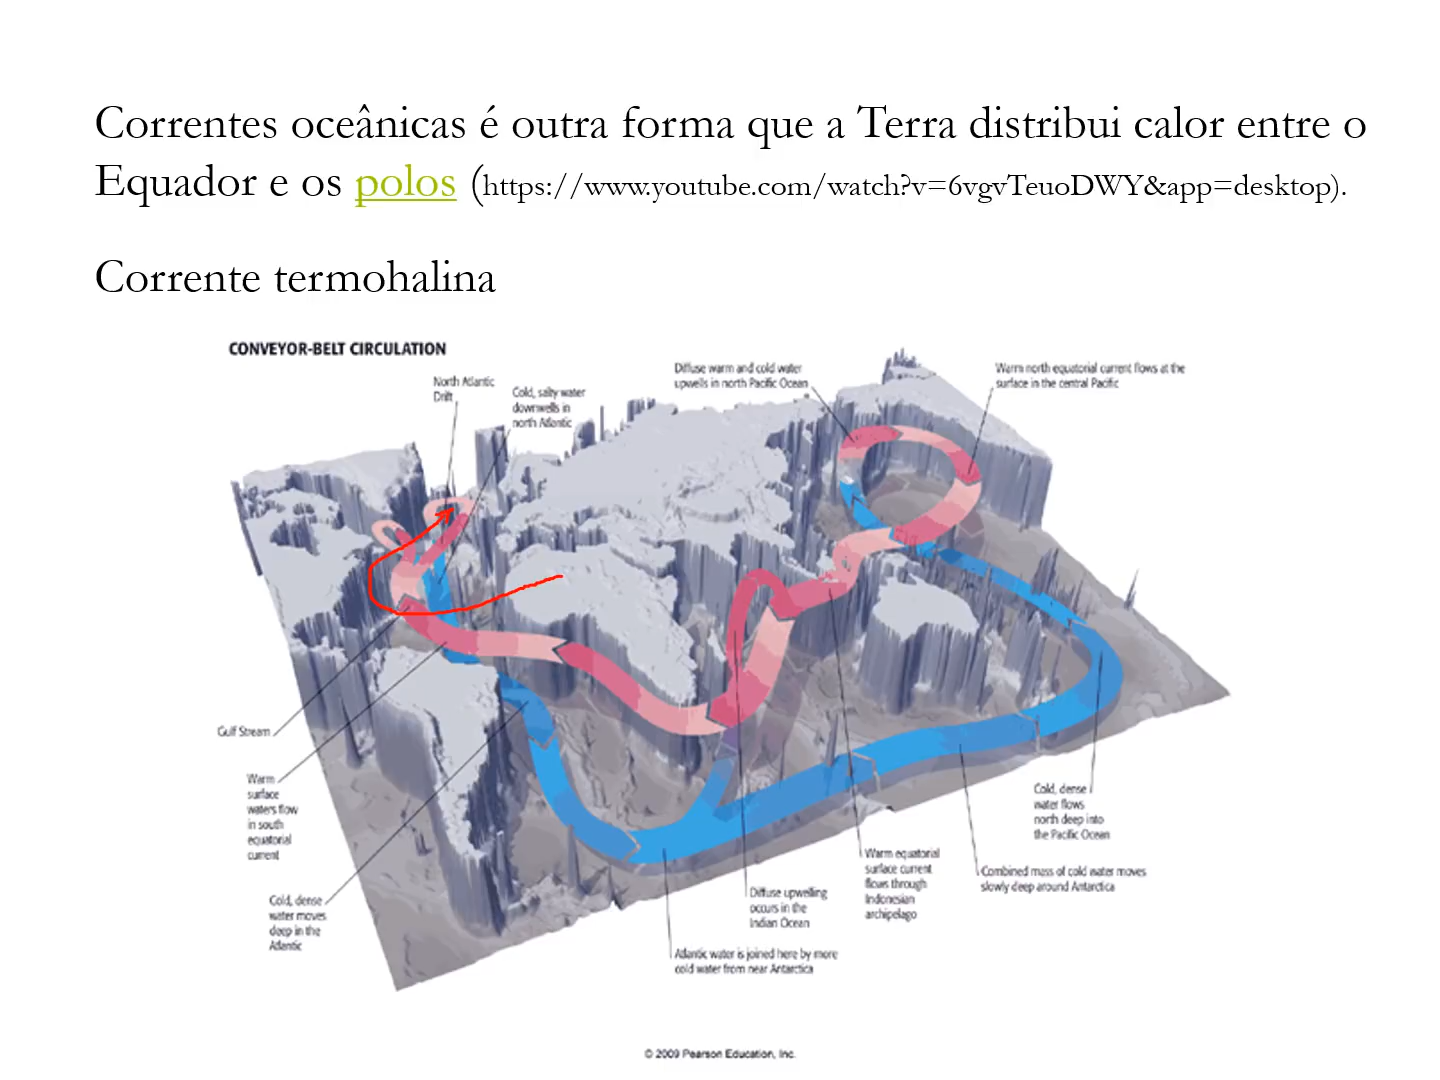 Correntes oceânicas é outra forma que a Terra distribui calor entre o
Equador e os polos (https://www.youtube.com/watch?v=6vgvTeuoDWY&app=desktop).
Corrente termohalina
CONVEYOR-BELT CIRCULATION
North Atlantic
Drift
Cold, salty water
downwells in
north Atlantic
Diffuse warm and cold water
upwells in north Pacific Ocean
Warm north equatorial current flows at the
surface in the central Pacific
Gulf Stream
Warm
surface
waters flow
in south
equatorial
current
Cold, dense
water moves
deep in the
Atlantic
Atlantic water is joined here by more
cold water from near Antarctica
Diffuse upwelling
occurs in the
Indian Ocean
Warm equatorial
surface current
flows through
Indonesian
archipelago
Combined mass of cold water moves
slowly deep around Antarctica
Cold, dense
water flows
north deep into
the Pacific Ocean
© 2009 Pearson Education, Inc.